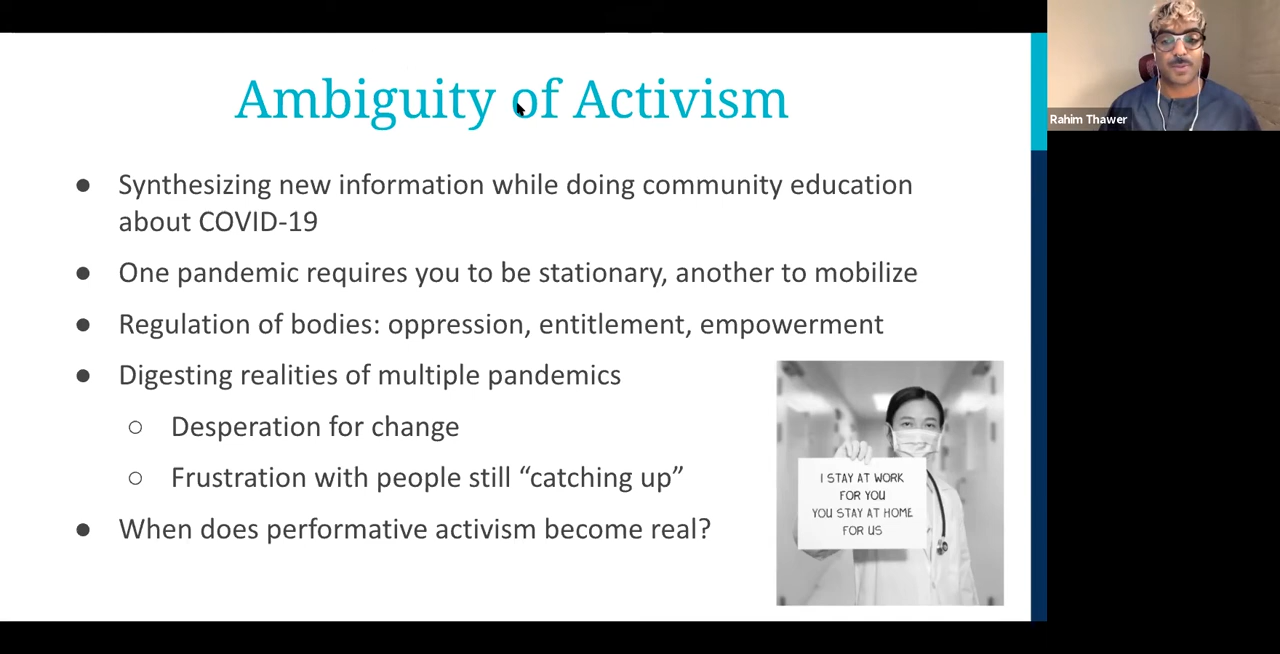 Ambiguity of Activism
Rahim Thawer
● Synthesizing new information while doing community education
about COVID-19
● One pandemic requires you to be stationary, another to mobilize
● Regulation of bodies: oppression, entitlement, empowerment
● Digesting realities of multiple pandemics
○ Desperation for change
○ Frustration with people still “catching up”
● When does performative activism become real?
I STAY AT WORK
FOR YOU
YOU STAY AT HOME
FOR US